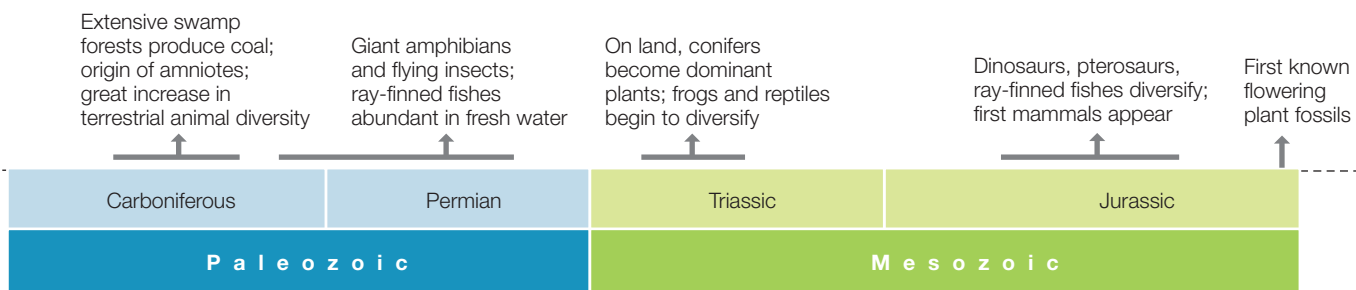 Extensive swamp
forests produce coal;
origin of amniotes;
great increase in
terrestrial animal diversity
Giant amphibians
and flying insects;
ray-finned fishes
abundant in fresh water
On land, conifers
become dominant
plants; frogs and reptiles
begin to diversify
Dinosaurs, pterosaurs,
ray-finned fishes diversify;
first mammals appear
First known
flowering
plant fossils
Carboniferous
Permian
Triassic
Jurassic
Paleozoic
Mesozoic